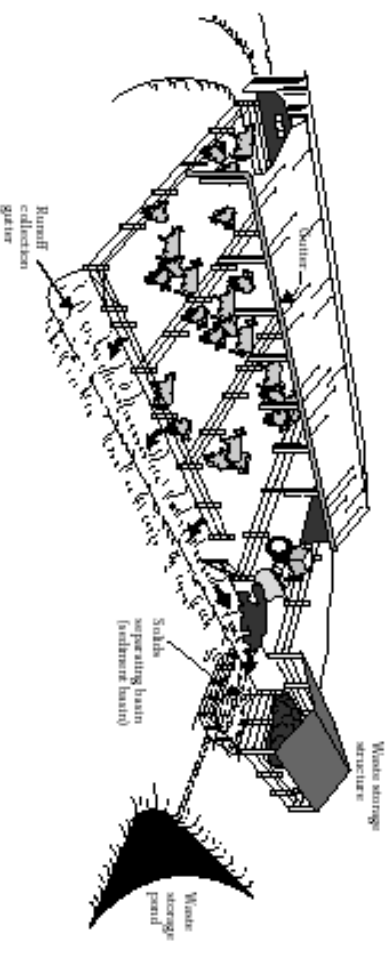 Gutter
Runoff
collection
gutter
Solids
separating basin
(sediment basin)
Waste storage
structure
Waste
storage
pond